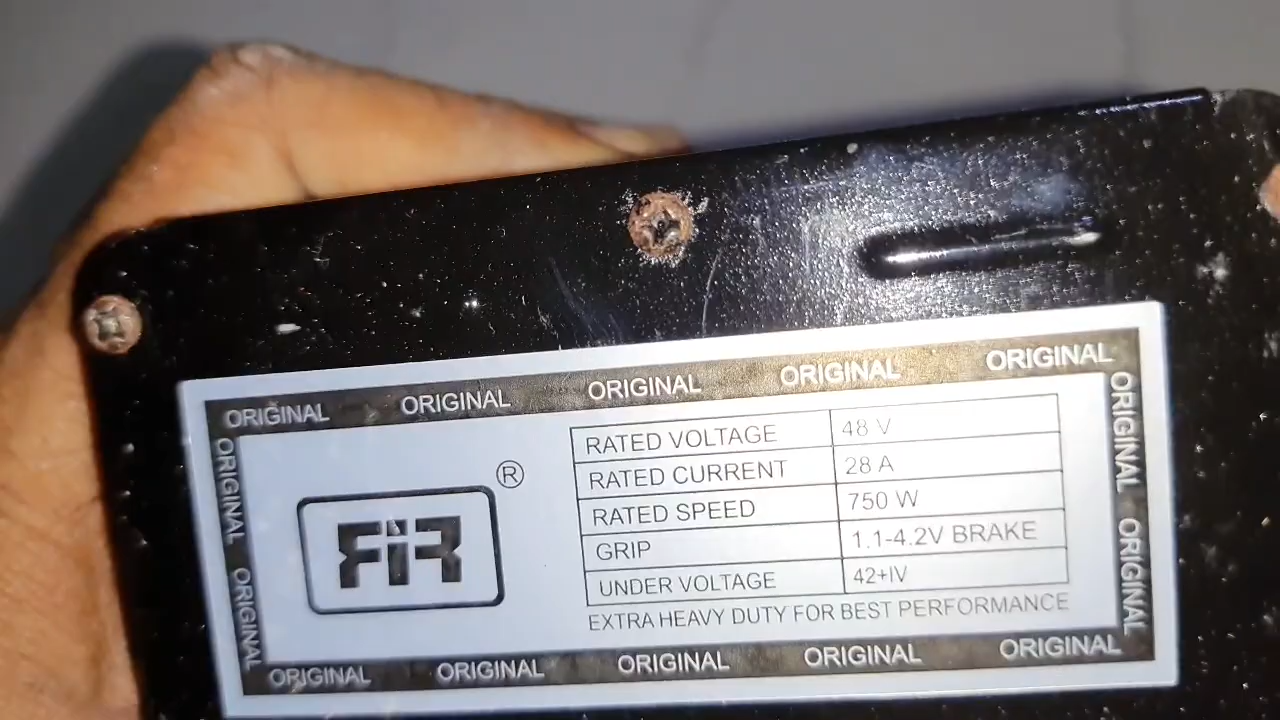 ORIGINAL ORIGINAL ORIGINAL ORIGINAL ORIGINAL
ORIGINAL ORIGINAL
ORIGINAL ORIGINAL
®
RATED VOLTAGE 48 V
RATED CURRENT 28 A
RATED SPEED 750 W
GRIP 1.1-4.2V BRAKE
UNDER VOLTAGE 42+IV
EXTRA HEAVY DUTY FOR BEST PERFORMANCE
ORIGINAL ORIGINAL ORIGINAL ORIGINAL ORIGINAL